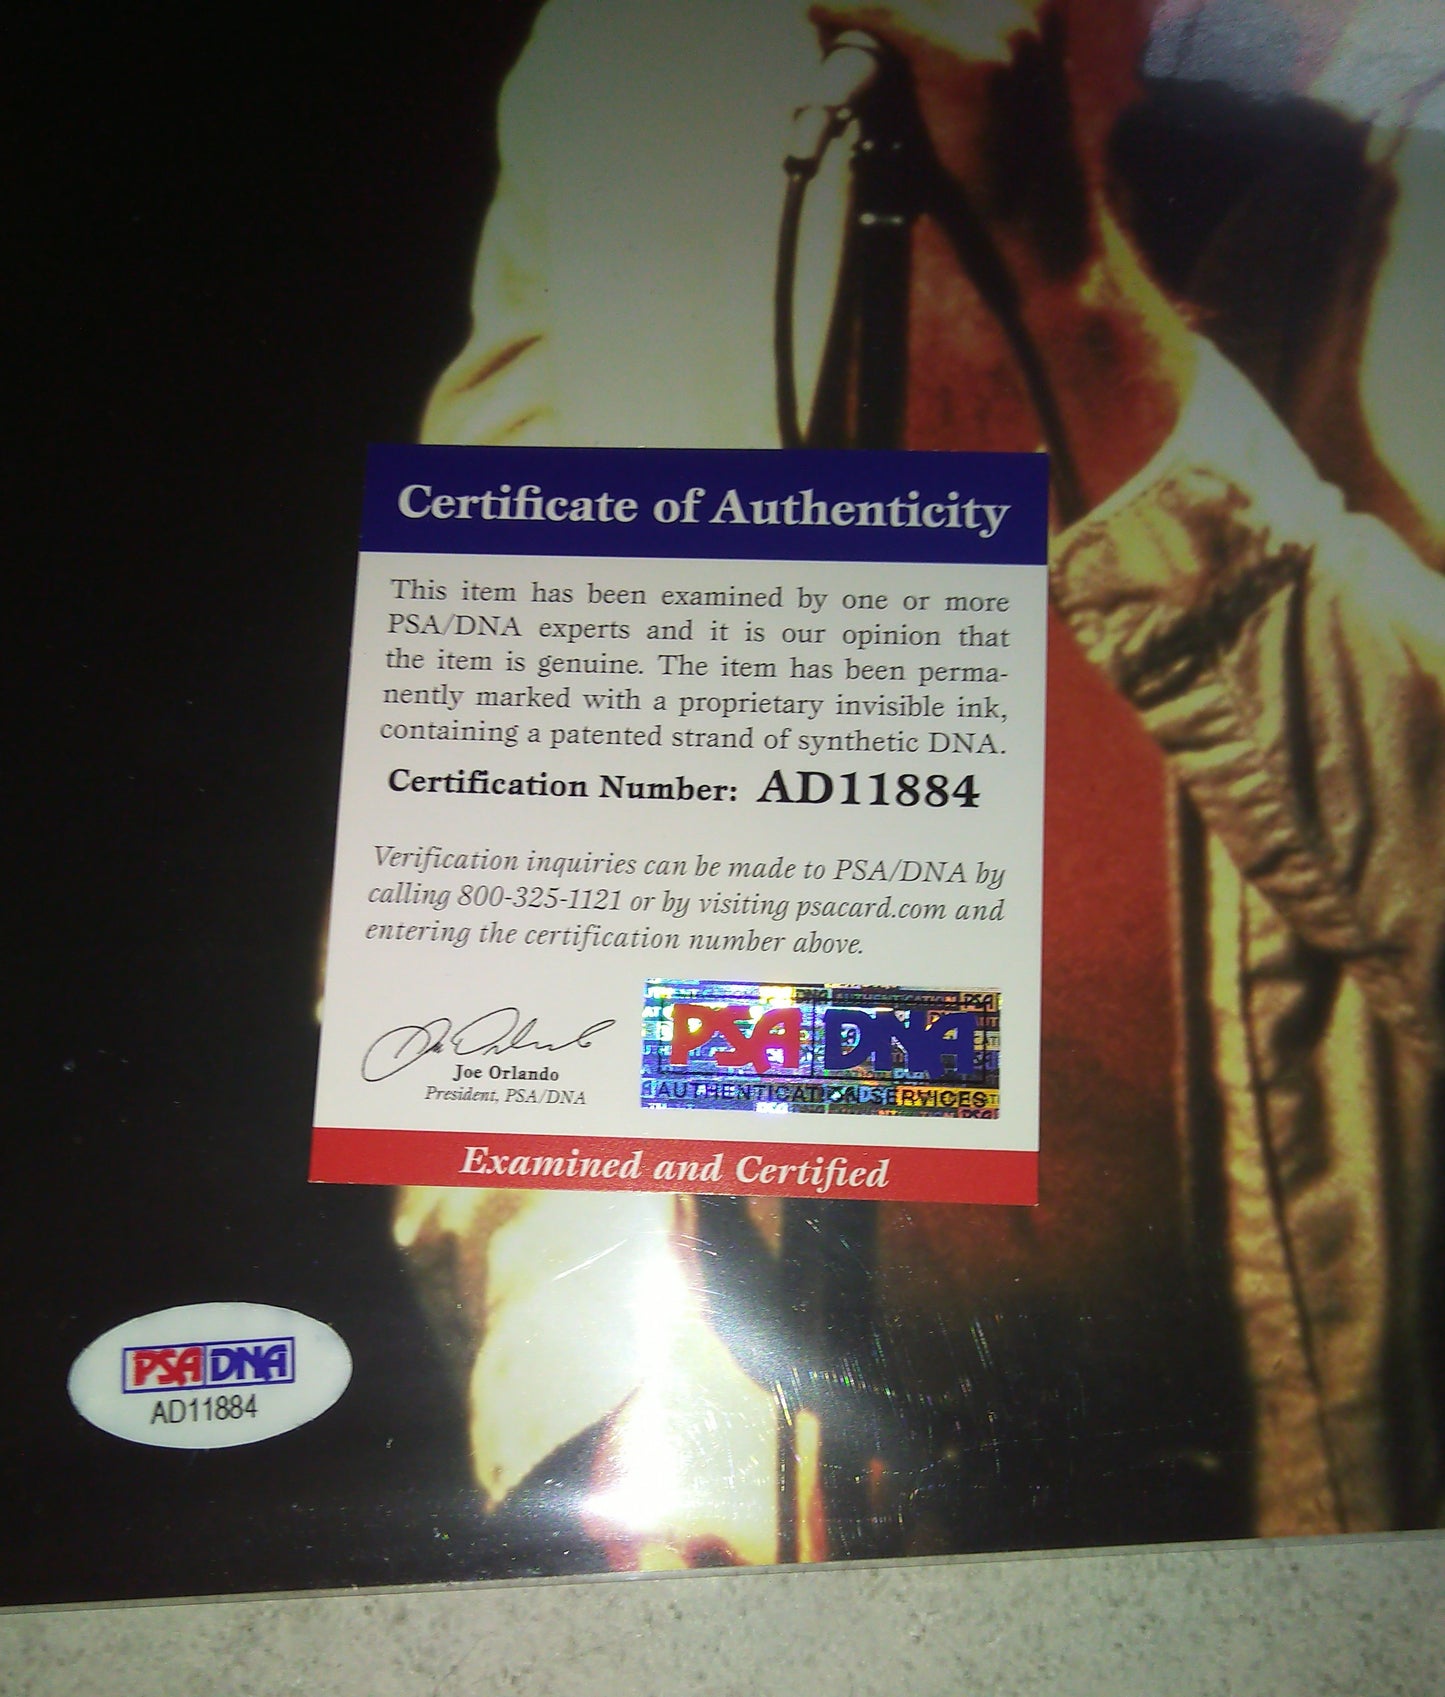 Certificate of Authenticity
This item has been examined by one or more
PSA/DNA experts and it is our opinion that
the item is genuine. The item has been perma-
nently marked with a proprietary invisible ink,
containing a patented strand of synthetic DNA.
Certification Number: AD11884
Verification inquiries can be made to PSA/DNA by
calling 800-325-1121 or by visiting psacard.com and
entering the certification number above.
Joe Orlando
President, PSA/DNA
PSA DNA
AUTHENTICATION SERVICES
Examined and Certified
PSA DNA
AD11884